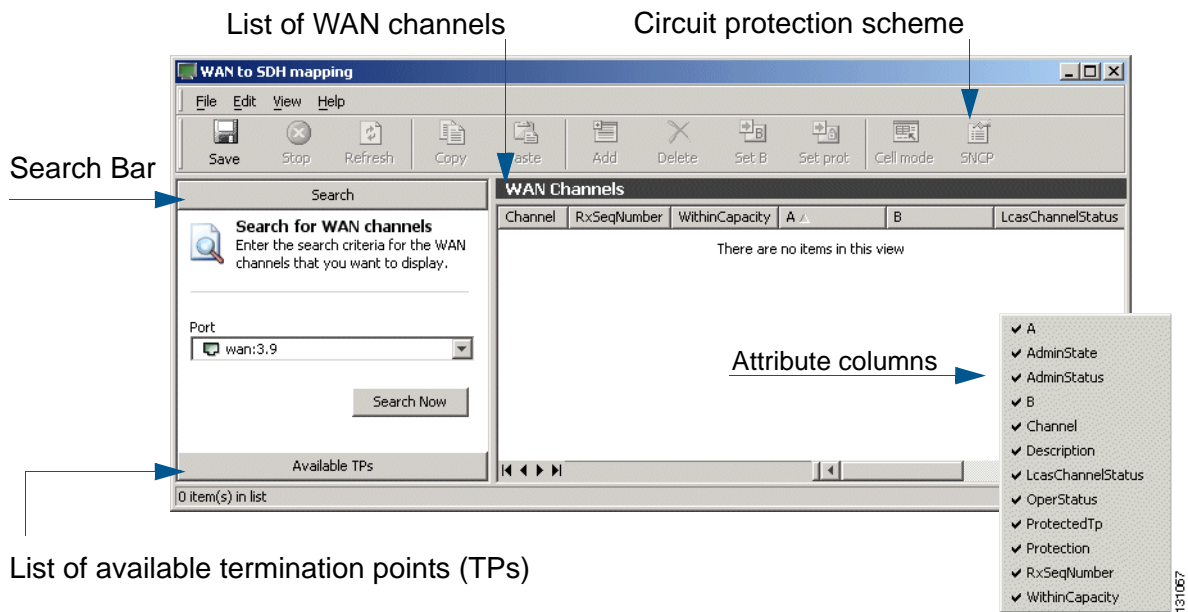 List of WAN channels
Circuit protection scheme
WAN to SDH mapping
File Edit View Help
Save Stop Refresh Copy Paste Add Delete Set B Set prot Cell mode SNCP
Search Bar
Search
WAN Channels
Channel RxSeqNumber WithinCapacity A B LcasChannelStatus
Search for WAN channels
Enter the search criteria for the WAN
channels that you want to display.
There are no items in this view
Port
wan:3.9
Search Now
Attribute columns
A
AdminState
AdminStatus
B
Channel
Description
LcasChannelStatus
OperStatus
ProtectedTp
Protection
RxSeqNumber
WithinCapacity
Available TPs
0 item(s) in list
List of available termination points (TPs)
131067